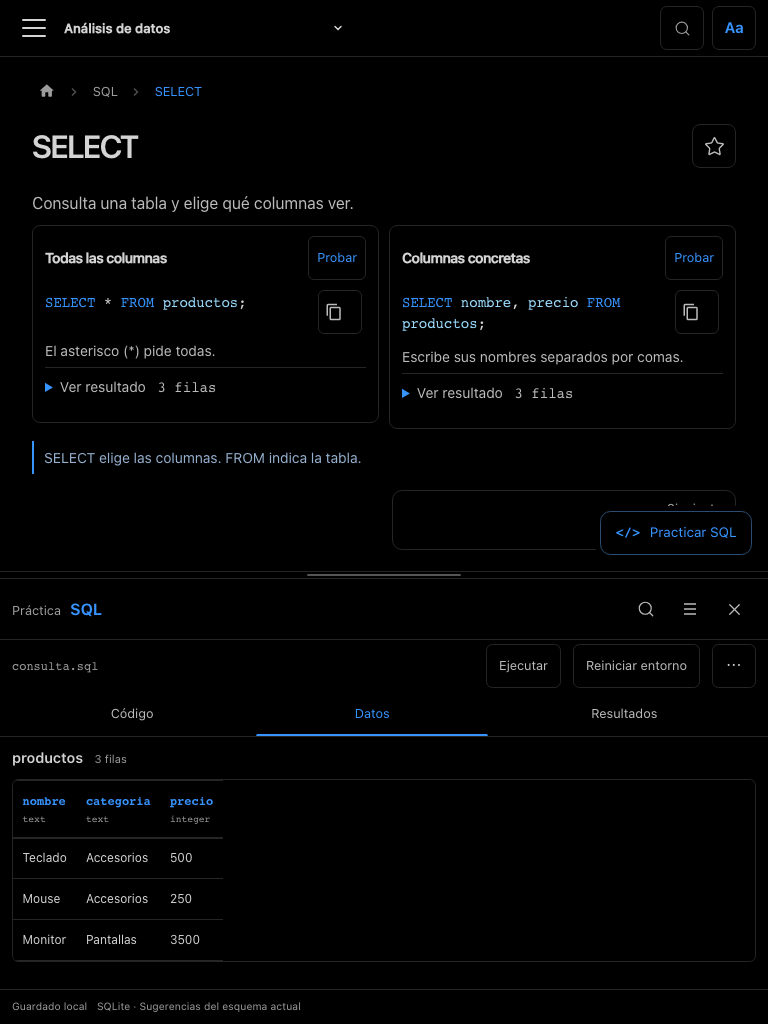 Análisis de datos
Aa
SQL
SELECT
SELECT
Consulta una tabla y elige qué columnas ver.
Todas las columnas
Probar
SELECT * FROM productos;
El asterisco (*) pide todas.
Ver resultado 3 filas
Columnas concretas
Probar
SELECT nombre, precio FROM
productos;
Escribe sus nombres separados por comas.
Ver resultado 3 filas
SELECT elige las columnas. FROM indica la tabla.
</> Practicar SQL
Práctica SQL
consulta.sql
Ejecutar
Reiniciar entorno
Código
Datos
Resultados
productos 3 filas
nombre categoria precio
text text integer
Teclado Accesorios 500
Mouse Accesorios 250
Monitor Pantallas 3500
Guardado local SQLite · Sugerencias del esquema actual